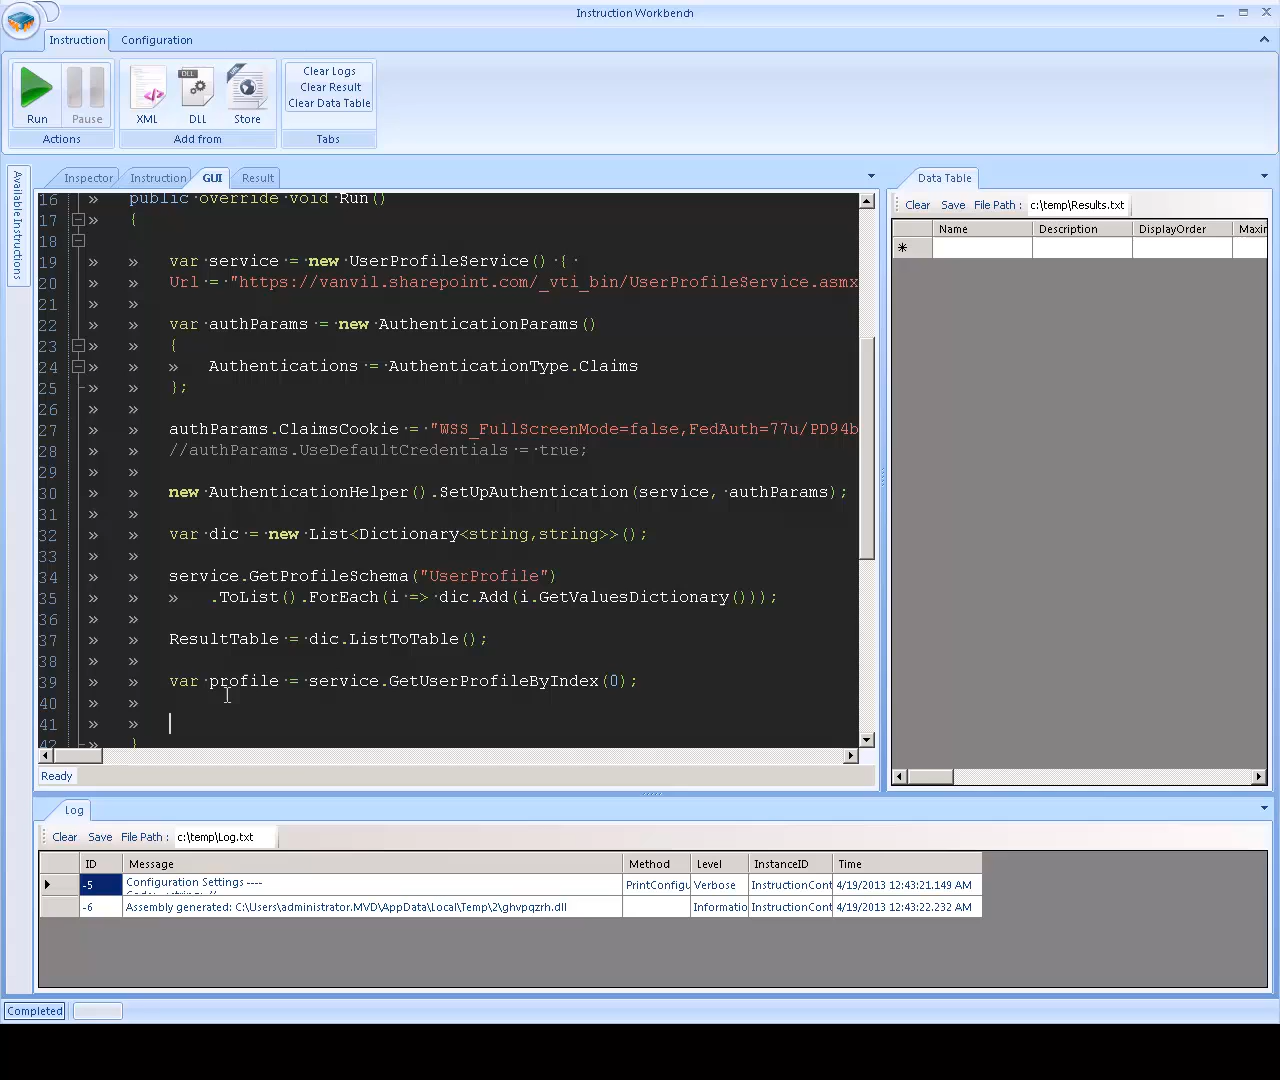 Instruction Workbench
Instruction Configuration
Run
Pause
Actions
XML
DLL
DLL
Store
Add from
Clear Logs
Clear Result
Clear Data Table
Tabs
Available Instructions
Inspector Instruction GUI Result
16 public override void Run()
17 {
18
19 var service = new UserProfileService() {
20 Url = "https://vanvil.sharepoint.com/_vti_bin/UserProfileService.asmx
21
22 var authParams = new AuthenticationParams()
23 {
24 Authentications = AuthenticationType.Claims
25 };
26
27 authParams.ClaimsCookie = "WSS_FullScreenMode=false,FedAuth=77u/PD94b
28 //authParams.UseDefaultCredentials = true;
29
30 new AuthenticationHelper().SetUpAuthentication(service, authParams);
31
32 var dic = new List<Dictionary<string,string>>();
33
34 service.GetProfileSchema("UserProfile")
35 .ToList().ForEach(i => dic.Add(i.GetValuesDictionary()));
36
37 ResultTable = dic.ListToTable();
38
39 var profile = service.GetUserProfileByIndex(0);
40
41
42 }
Ready
Data Table
Clear Save File Path : c:\temp\Results.txt
Name Description DisplayOrder Maxir
Log
Clear Save File Path : c:\temp\Log.txt
ID Message Method Level InstanceID Time
-5 Configuration Settings ---- PrintConfigu Verbose InstructionCont 4/19/2013 12:43:21.149 AM
-6 Assembly generated: C:\Users\administrator.MVD\AppData\Local\Temp\2\ghvpqzrh.dll Informatio InstructionCont 4/19/2013 12:43:22.232 AM
Completed